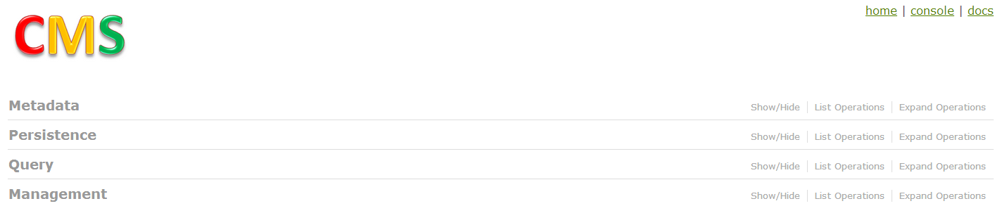 home | console | docs
CMS
Metadata Show/Hide List Operations Expand Operations
Persistence Show/Hide List Operations Expand Operations
Query Show/Hide List Operations Expand Operations
Management Show/Hide List Operations Expand Operations